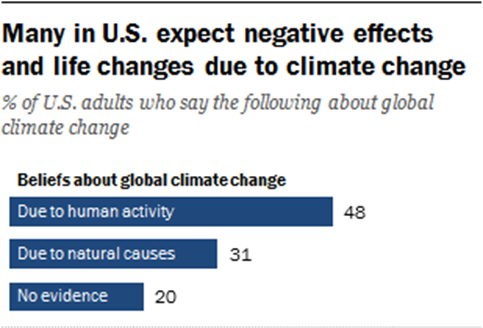 Many in U.S. expect negative effects
and life changes due to climate change
% of U.S. adults who say the following about global
climate change
Beliefs about global climate change
Due to human activity 48
Due to natural causes 31
No evidence 20